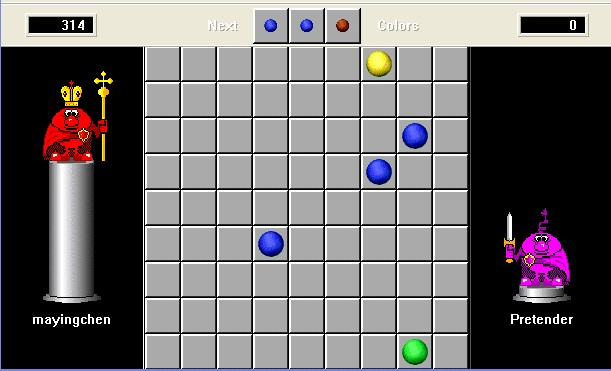 314 Next Colors 0
mayingchen
Pretender